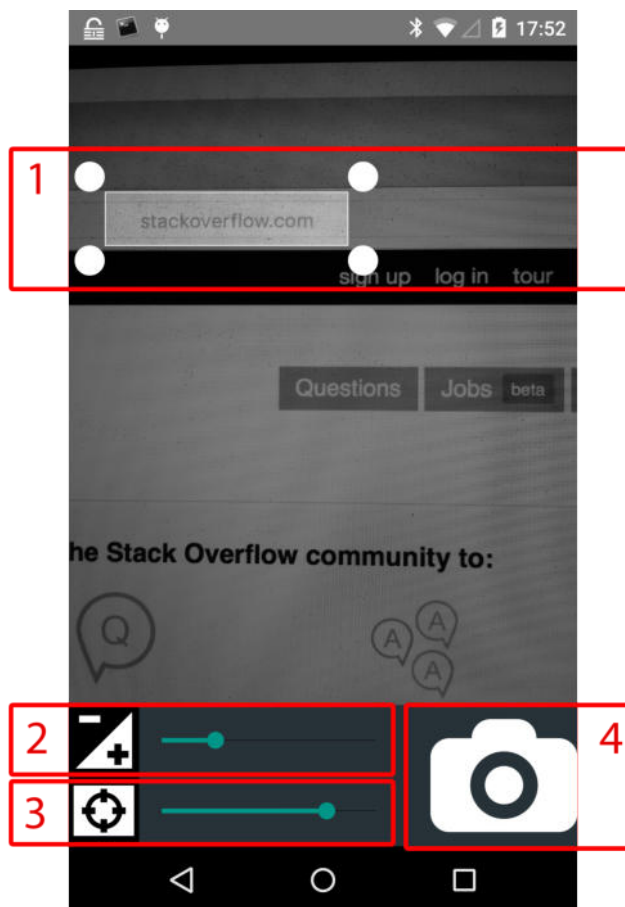 17:52
1
stackoverflow.com
sign up log in tour
Questions Jobs beta
he Stack Overflow community to:
Q
A
A
A
2
3
4